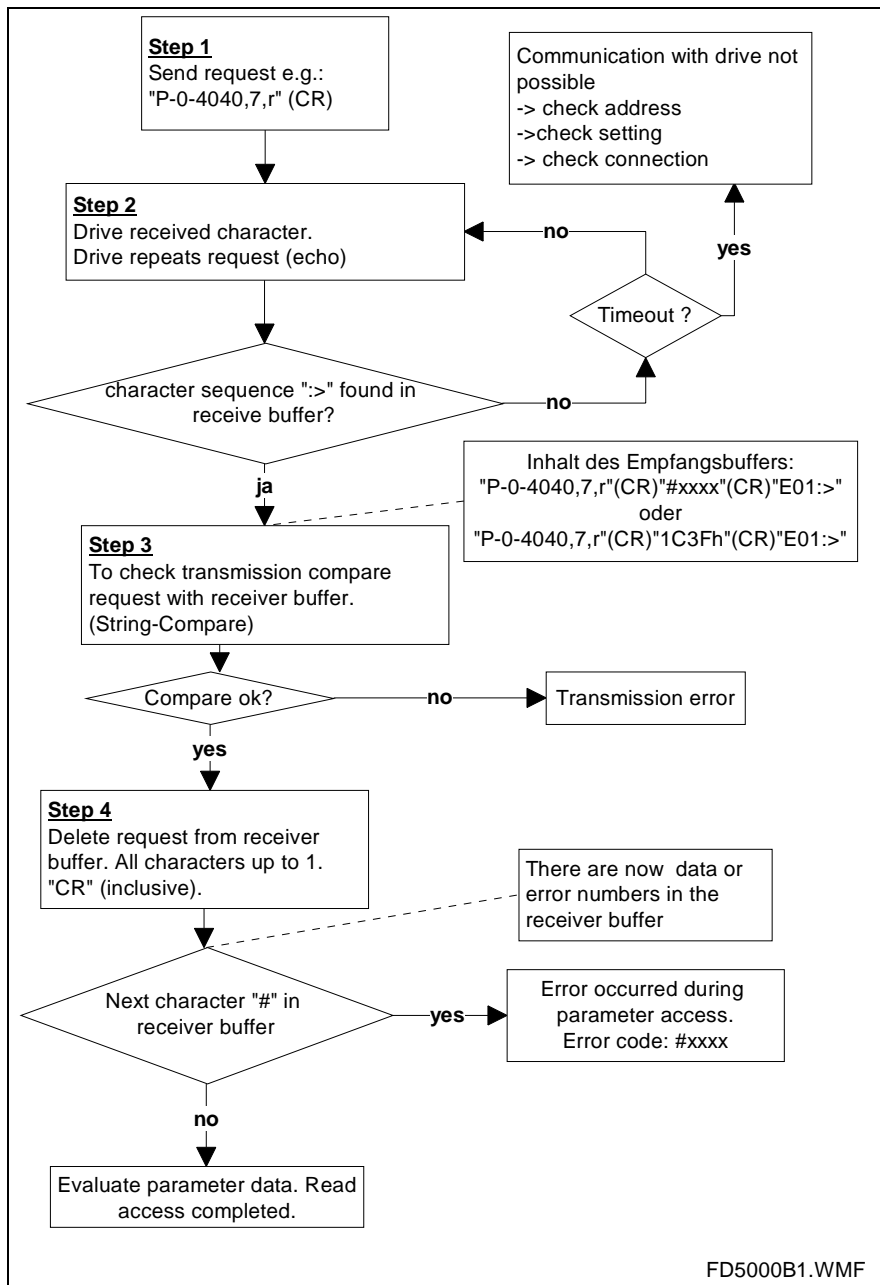 Step 1
Send request e.g.:
"P-0-4040,7,r" (CR)
Communication with drive not
possible
-> check address
->check setting
-> check connection
Step 2
Drive received character.
Drive repeats request (echo)
no
yes
Timeout ?
character sequence ":>" found in
receive buffer?
no
ja
Inhalt des Empfangsbuffers:
"P-0-4040,7,r"(CR)"#xxxx"(CR)"E01:>"
oder
"P-0-4040,7,r"(CR)"1C3Fh"(CR)"E01:>"
Step 3
To check transmission compare
request with receiver buffer.
(String-Compare)
Compare ok?
no
Transmission error
yes
Step 4
Delete request from receiver
buffer. All characters up to 1.
"CR" (inclusive).
There are now data or
error numbers in the
receiver buffer
Next character "#" in
receiver buffer
yes
Error occurred during
parameter access.
Error code: #xxxx
no
Evaluate parameter data. Read
access completed.
FD5000B1.WMF